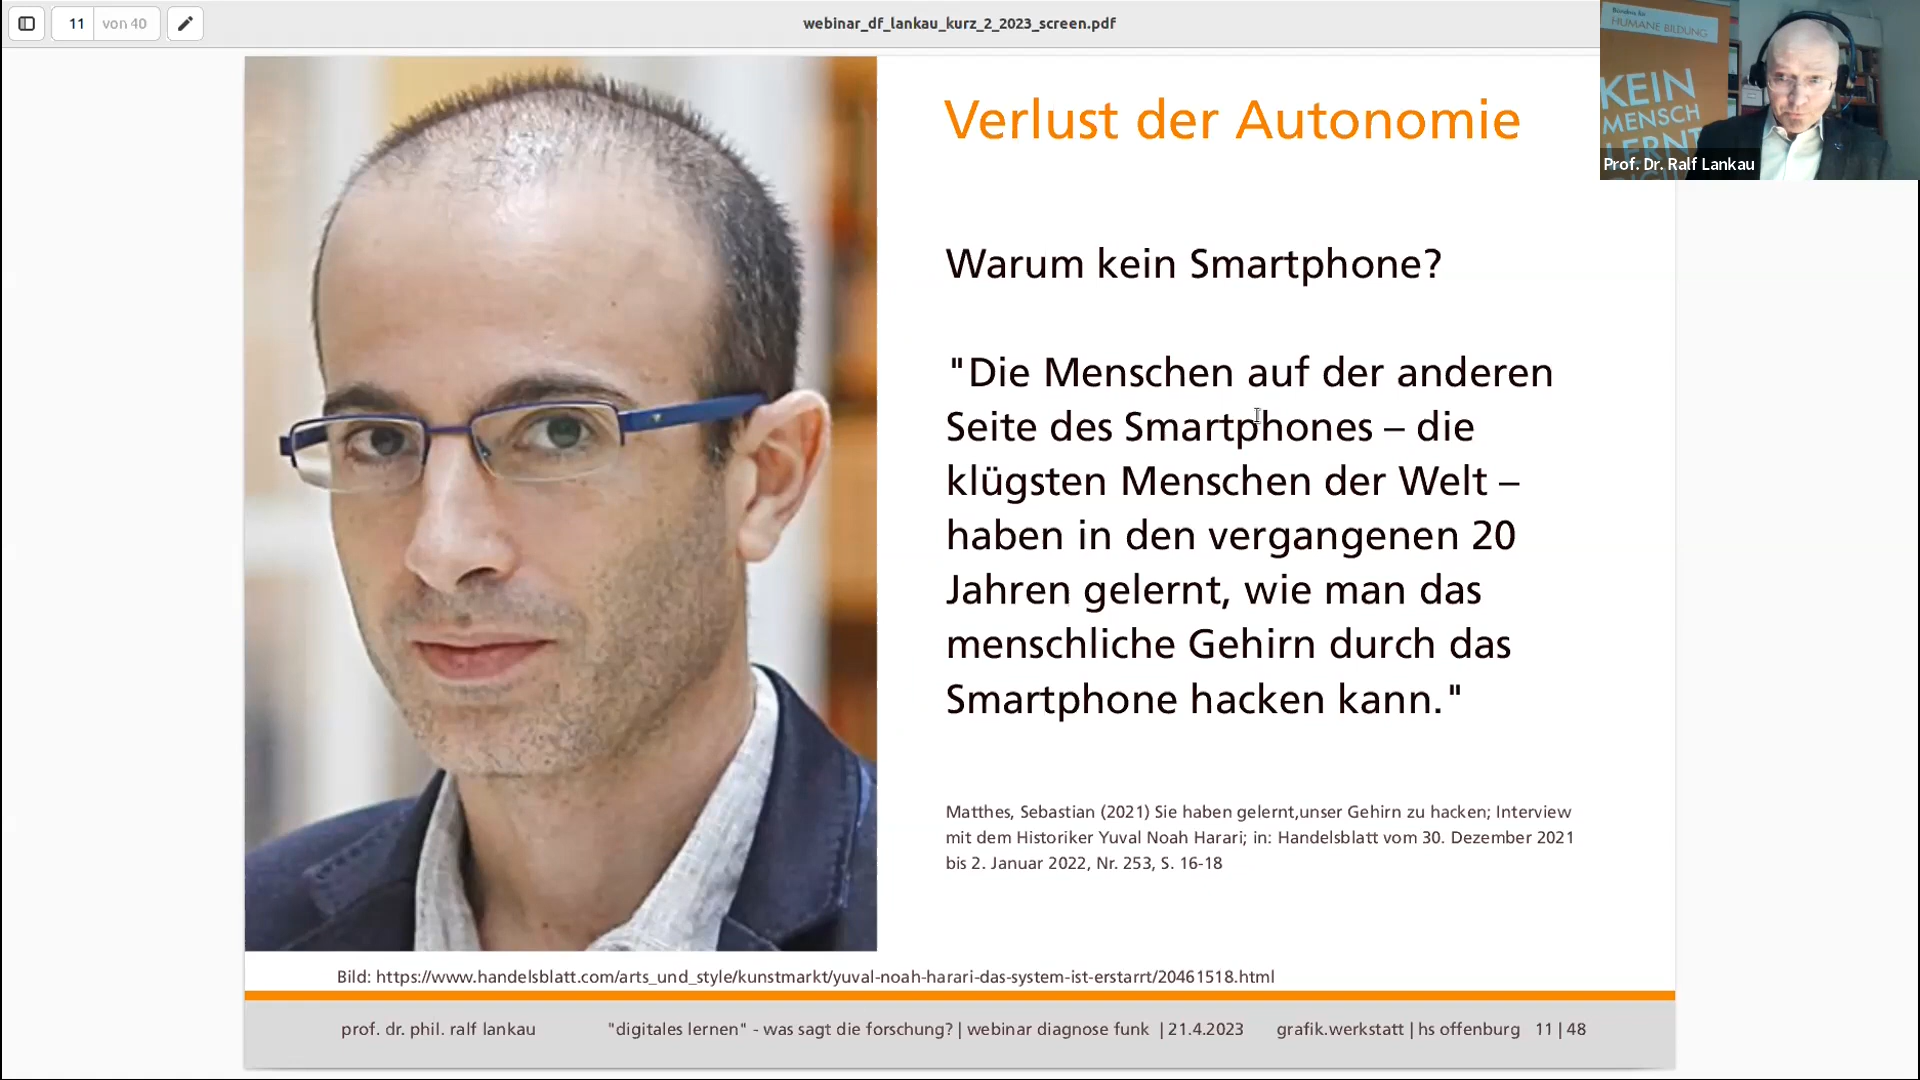 11 von 40
webinar_df_lankau_kurz_2_2023_screen.pdf
HUMANE BILDUNG
KEIN
MENSCH
LERNT
Prof. Dr. Ralf Lankau
Verlust der Autonomie
Warum kein Smartphone?
"Die Menschen auf der anderen
Seite des Smartphones – die
klügsten Menschen der Welt –
haben in den vergangenen 20
Jahren gelernt, wie man das
menschliche Gehirn durch das
Smartphone hacken kann."
Matthes, Sebastian (2021) Sie haben gelernt,unser Gehirn zu hacken; Interview
mit dem Historiker Yuval Noah Harari; in: Handelsblatt vom 30. Dezember 2021
bis 2. Januar 2022, Nr. 253, S. 16-18
Bild: https://www.handelsblatt.com/arts_und_style/kunstmarkt/yuval-noah-harari-das-system-ist-erstarrt/20461518.html
prof. dr. phil. ralf lankau "digitales lernen" - was sagt die forschung? | webinar diagnose funk | 21.4.2023 grafik.werkstatt | hs offenburg 11 | 48